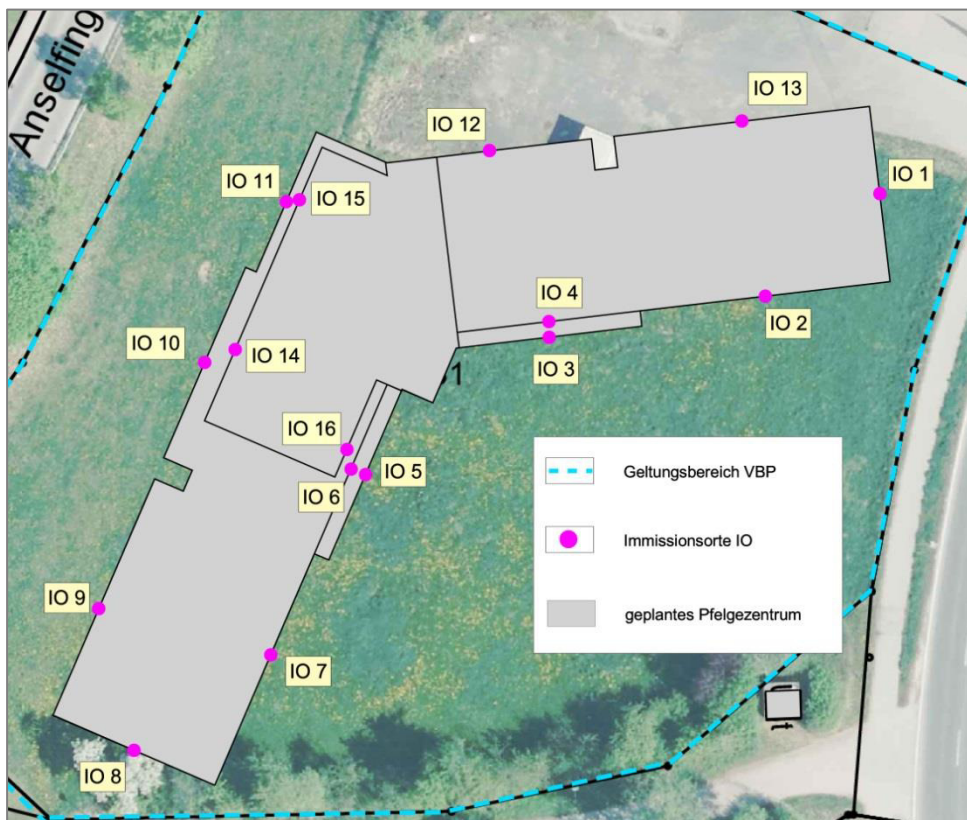 Anselfing
IO 13
IO 12
IO 1
IO 11
IO 15
IO 4
IO 2
IO 10
IO 14
IO 3
IO 16
IO 5
IO 6
IO 9
IO 7
IO 8
Geltungsbereich VBP
Immissionsorte IO
geplantes Pfelgezentrum